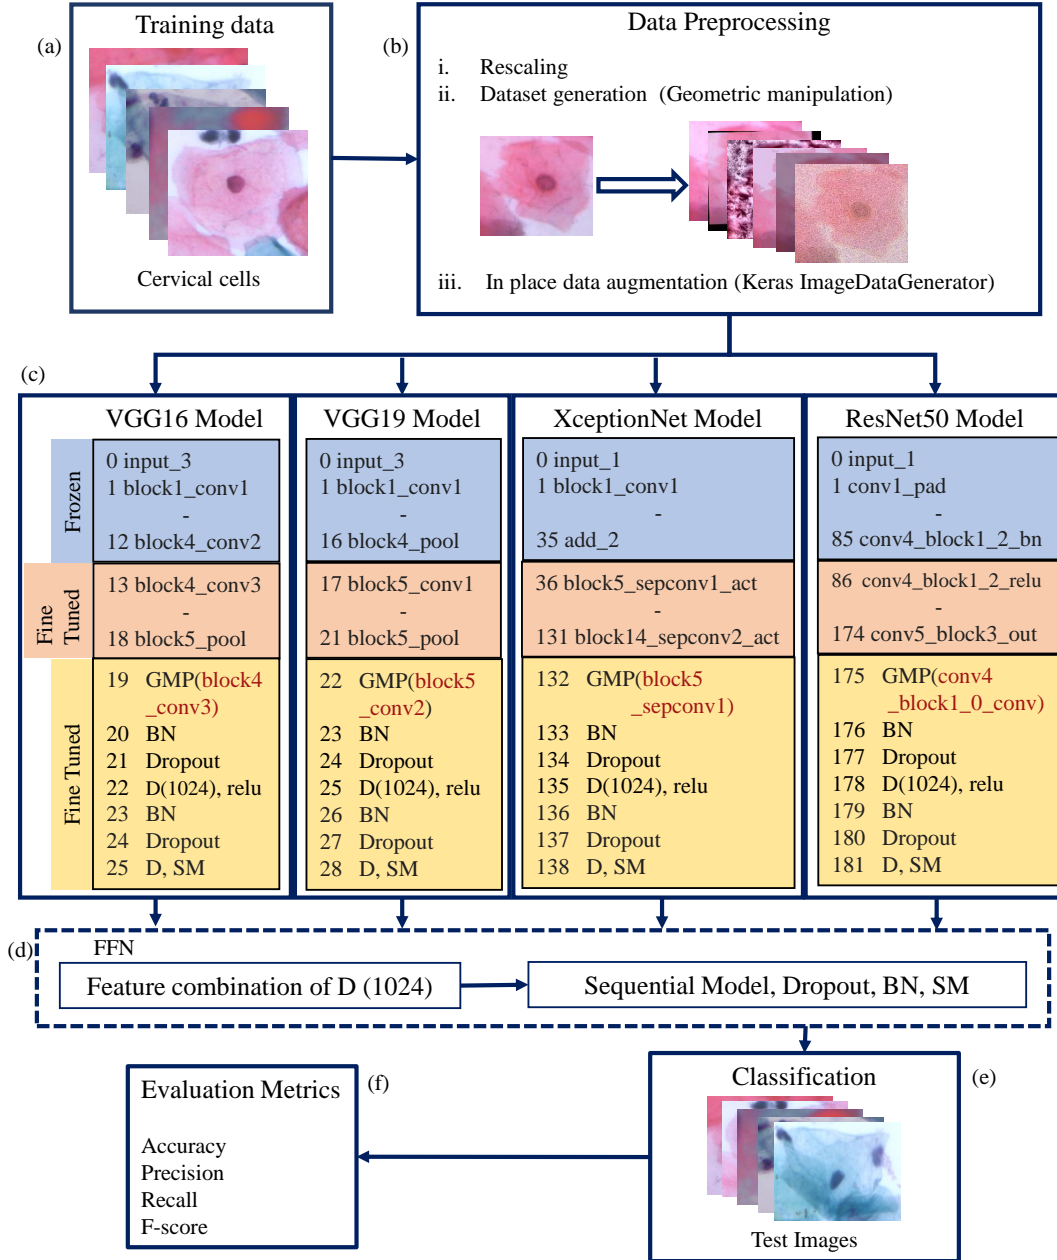 (a)
Training data
Cervical cells
(b)
Data Preprocessing
i. Rescaling
ii. Dataset generation (Geometric manipulation)
iii. In place data augmentation (Keras ImageDataGenerator)
(c)
Frozen
Fine
Tuned
Fine Tuned
VGG16 Model
0 input_3
1 block1_conv1
-
12 block4_conv2
13 block4_conv3
-
18 block5_pool
19 GMP(block4
_conv3)
20 BN
21 Dropout
22 D(1024), relu
23 BN
24 Dropout
25 D, SM
VGG19 Model
0 input_3
1 block1_conv1
-
16 block4_pool
17 block5_conv1
-
21 block5_pool
22 GMP(block5
_conv2)
23 BN
24 Dropout
25 D(1024), relu
26 BN
27 Dropout
28 D, SM
XceptionNet Model
0 input_1
1 block1_conv1
-
35 add_2
36 block5_sepconv1_act
-
131 block14_sepconv2_act
132 GMP(block5
_sepconv1)
133 BN
134 Dropout
135 D(1024), relu
136 BN
137 Dropout
138 D, SM
ResNet50 Model
0 input_1
1 conv1_pad
-
85 conv4_block1_2_bn
86 conv4_block1_2_relu
-
174 conv5_block3_out
175 GMP(conv4
_block1_0_conv)
176 BN
177 Dropout
178 D(1024), relu
179 BN
180 Dropout
181 D, SM
(d)
FFN
Feature combination of D (1024)
Sequential Model, Dropout, BN, SM
Classification
(e)
Test Images
Evaluation Metrics
(f)
Accuracy
Precision
Recall
F-score